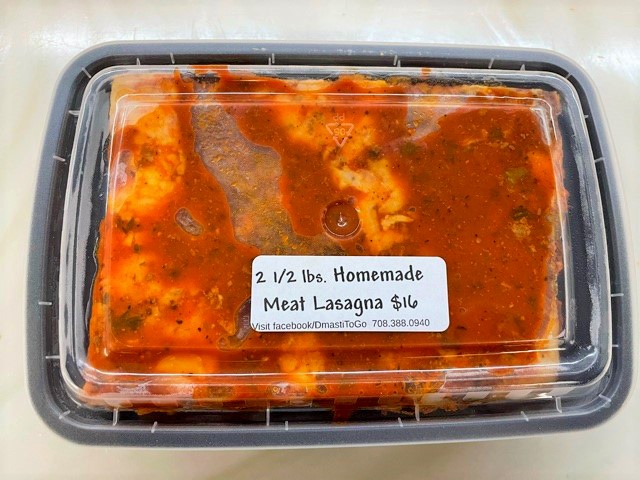 2 1/2 lbs. Homemade
Meat Lasagna $16
Visit facebook/DmastiToGo 708.388.0940